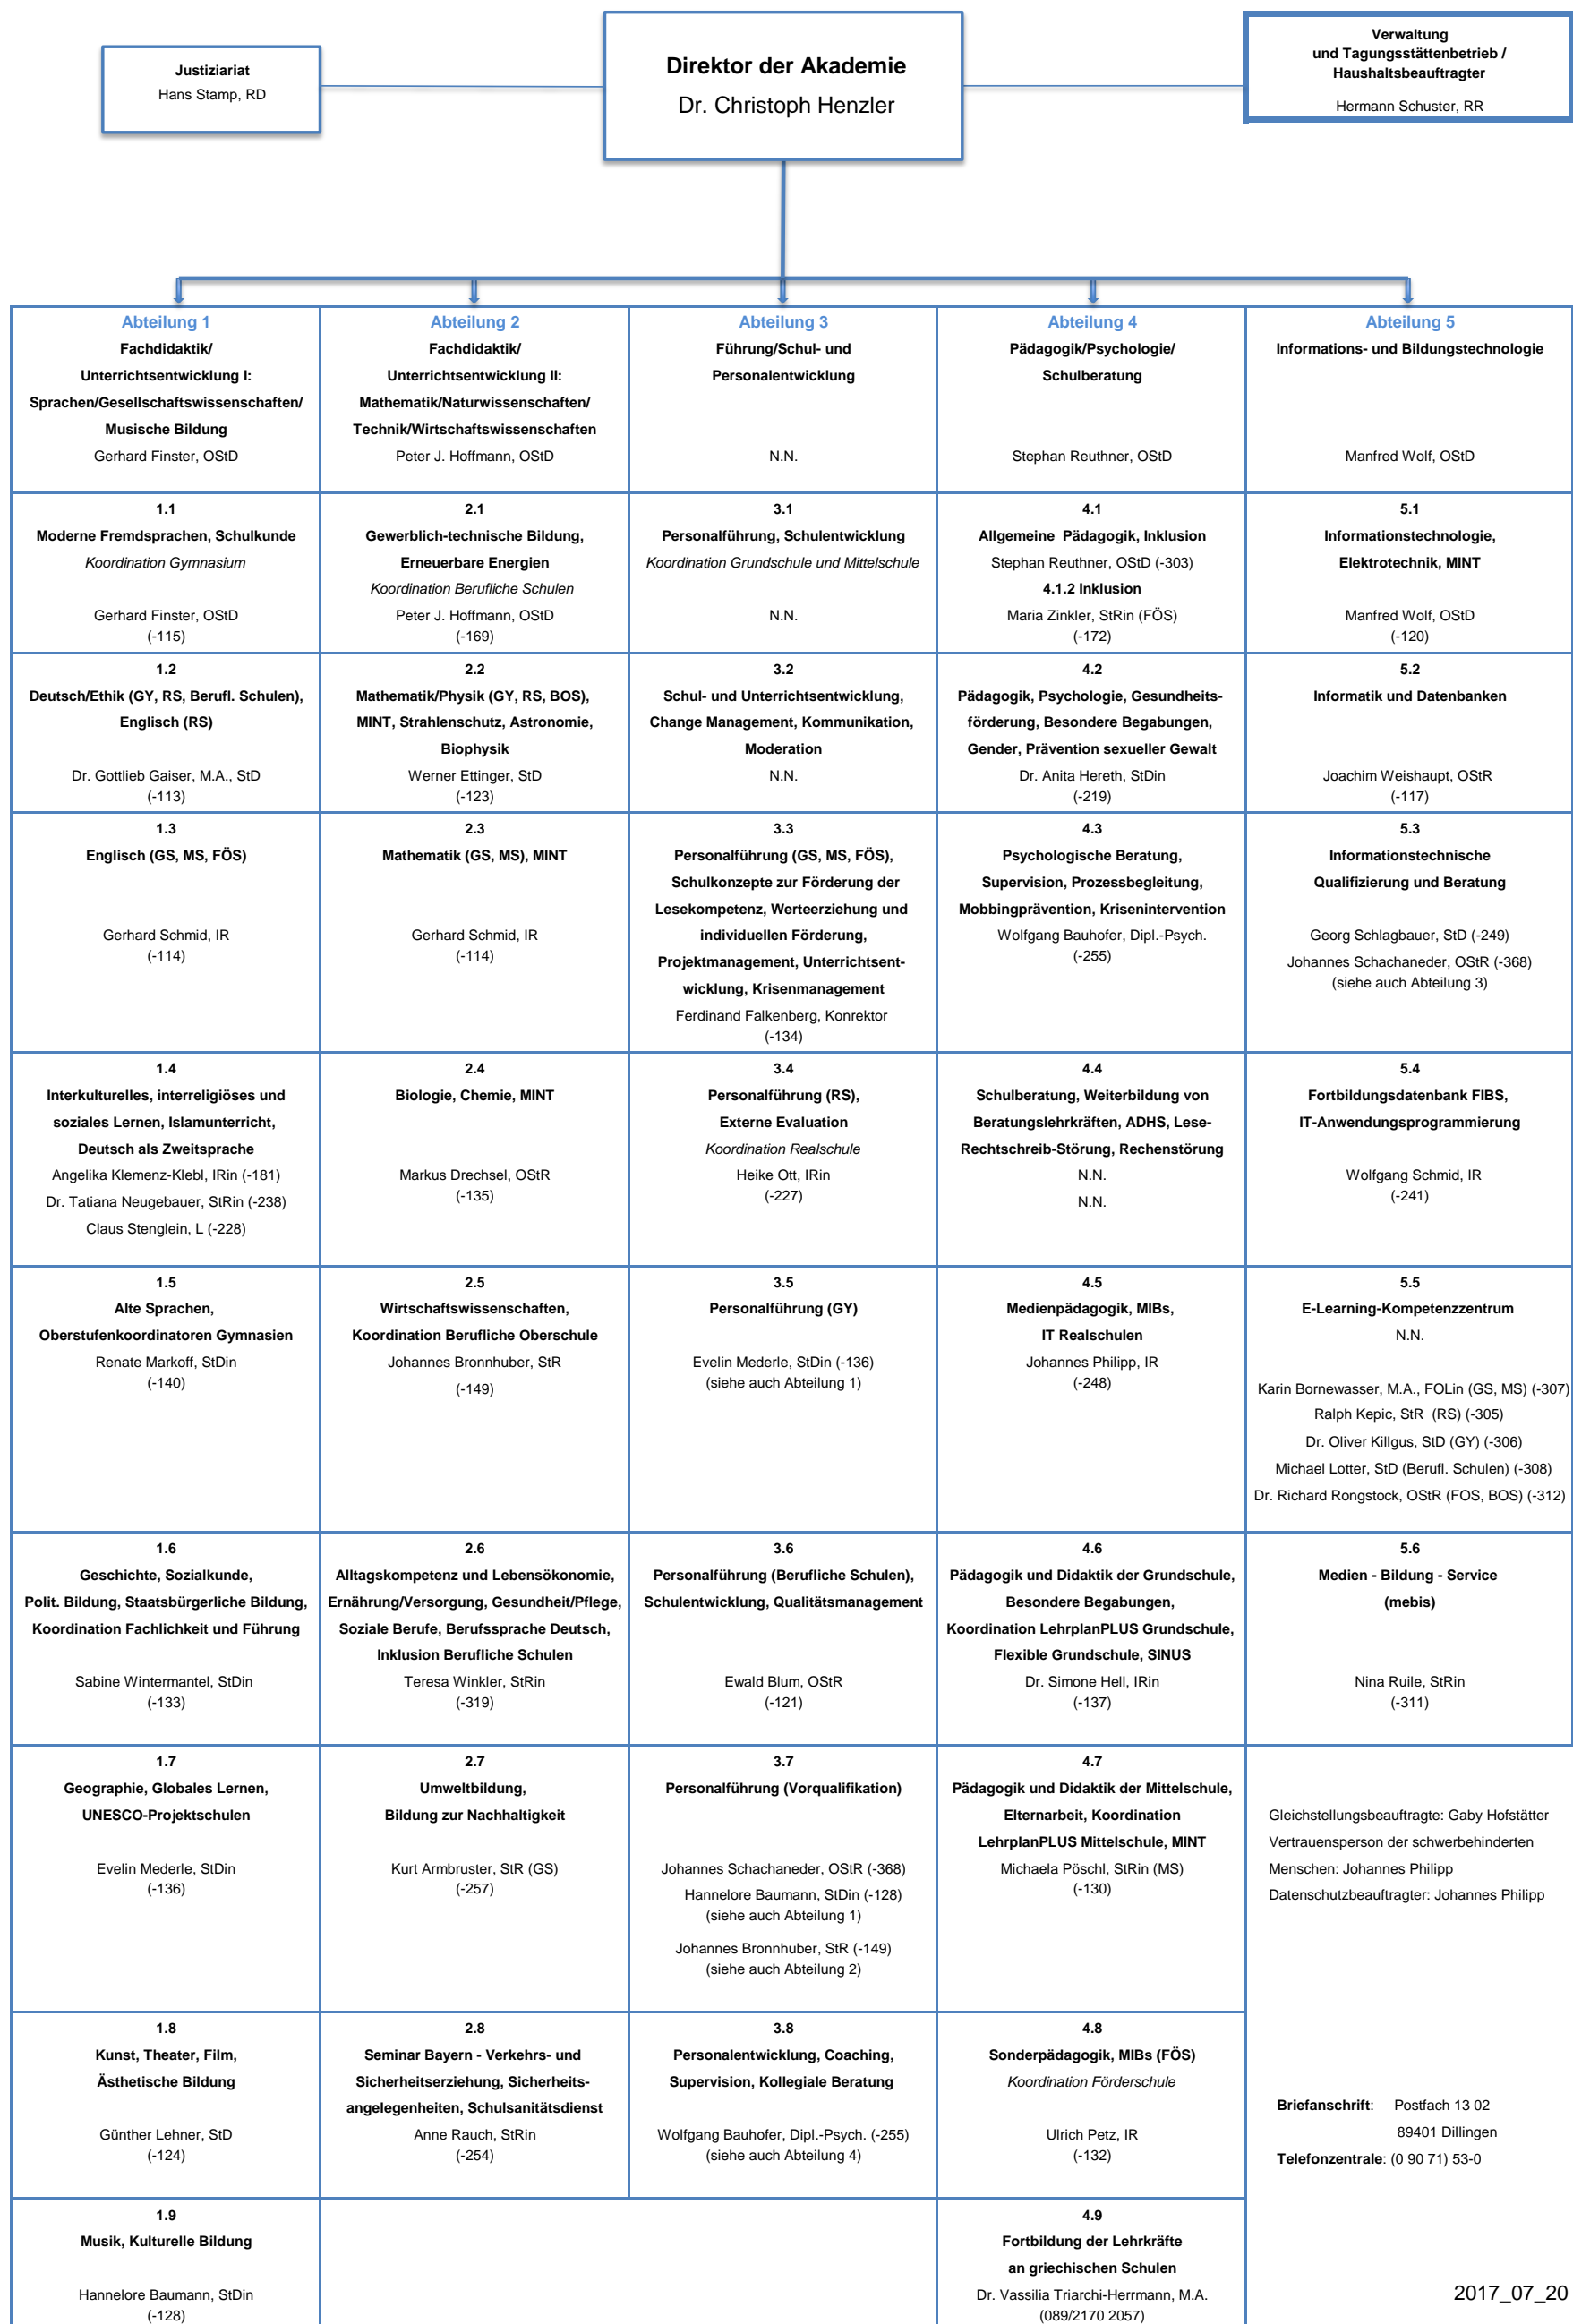 Justiziariat
Hans Stamp, RD
Direktor der Akademie
Dr. Christoph Henzler
Verwaltung
und Tagungsstättenbetrieb /
Haushaltsbeauftragter
Hermann Schuster, RR
Abteilung 1
Fachdidaktik/
Unterrichtsentwicklung I:
Sprachen/Gesellschaftswissenschaften/
Musische Bildung
Gerhard Finster, OStD
Abteilung 2
Fachdidaktik/
Unterrichtsentwicklung II:
Mathematik/Naturwissenschaften/
Technik/Wirtschaftswissenschaften
Peter J. Hoffmann, OStD
Abteilung 3
Führung/Schul- und
Personalentwicklung
N.N.
Abteilung 4
Pädagogik/Psychologie/
Schulberatung
Stephan Reuthner, OStD
Abteilung 5
Informations- und Bildungstechnologie
Manfred Wolf, OStD
1.1
Moderne Fremdsprachen, Schulkunde
Koordination Gymnasium
Gerhard Finster, OStD
(-115)
2.1
Gewerblich-technische Bildung,
Erneuerbare Energien
Koordination Berufliche Schulen
Peter J. Hoffmann, OStD
(-169)
3.1
Personalführung, Schulentwicklung
Koordination Grundschule und Mittelschule
N.N.
4.1
Allgemeine  Pädagogik, Inklusion
Stephan Reuthner, OStD (-303)
4.1.2 Inklusion
Maria Zinkler, StRin (FÖS)
(-172)
5.1
Informationstechnologie,
Elektrotechnik, MINT
Manfred Wolf, OStD
(-120)
1.2
Deutsch/Ethik (GY, RS, Berufl. Schulen),
Englisch (RS)
Dr. Gottlieb Gaiser, M.A., StD
(-113)
2.2
Mathematik/Physik (GY, RS, BOS),
MINT, Strahlenschutz, Astronomie,
Biophysik
Werner Ettinger, StD
(-123)
3.2
Schul- und Unterrichtsentwicklung,
Change Management, Kommunikation,
Moderation
N.N.
4.2
Pädagogik, Psychologie, Gesundheits-
förderung, Besondere Begabungen,
Gender, Prävention sexueller Gewalt
Dr. Anita Hereth, StDin
(-219)
5.2
Informatik und Datenbanken
Joachim Weishaupt, OStR
(-117)
1.3
Englisch (GS, MS, FÖS)
Gerhard Schmid, IR
(-114)
2.3
Mathematik (GS, MS), MINT
Gerhard Schmid, IR
(-114)
3.3
Personalführung (GS, MS, FÖS),
Schulkonzepte zur Förderung der
Lesekompetenz, Werteerziehung und
individuellen Förderung,
Projektmanagement, Unterrichtsent-
wicklung, Krisenmanagement
Ferdinand Falkenberg, Konrektor
(-134)
4.3
Psychologische Beratung,
Supervision, Prozessbegleitung,
Mobbingprävention, Krisenintervention
Wolfgang Bauhofer, Dipl.-Psych.
(-255)
5.3
Informationstechnische
Qualifizierung und Beratung
Georg Schlagbauer, StD (-249)
Johannes Schachaneder, OStR (-368)
(siehe auch Abteilung 3)
1.4
Interkulturelles, interreligiöses und
soziales Lernen, Islamunterricht,
Deutsch als Zweitsprache
Angelika Klemenz-Klebl, IRin (-181)
Dr. Tatiana Neugebauer, StRin (-238)
Claus Stenglein, L (-228)
2.4
Biologie, Chemie, MINT
Markus Drechsel, OStR
(-135)
3.4
Personalführung (RS),
Externe Evaluation
Koordination Realschule
Heike Ott, IRin
(-227)
4.4
Schulberatung, Weiterbildung von
Beratungslehrkräften, ADHS, Lese-
Rechtschreib-Störung, Rechenstörung
N.N.
N.N.
5.4
Fortbildungsdatenbank FIBS,
IT-Anwendungsprogrammierung
Wolfgang Schmid, IR
(-241)
1.5
Alte Sprachen,
Oberstufenkoordinatoren Gymnasien
Renate Markoff, StDin
(-140)
2.5
Wirtschaftswissenschaften,
Koordination Berufliche Oberschule
Johannes Bronnhuber, StR
(-149)
3.5
Personalführung (GY)
Evelin Mederle, StDin (-136)
(siehe auch Abteilung 1)
4.5
Medienpädagogik, MIBs,
IT Realschulen
Johannes Philipp, IR
(-248)
5.5
E-Learning-Kompetenzzentrum
N.N.
Karin Bornewasser, M.A., FOLin (GS, MS) (-307)
Ralph Kepic, StR  (RS) (-305)
Dr. Oliver Killgus, StD (GY) (-306)
Michael Lotter, StD (Berufl. Schulen) (-308)
Dr. Richard Rongstock, OStR (FOS, BOS) (-312)
1.6
Geschichte, Sozialkunde,
Polit. Bildung, Staatsbürgerliche Bildung,
Koordination Fachlichkeit und Führung
Sabine Wintermantel, StDin
(-133)
2.6
Alltagskompetenz und Lebensökonomie,
Ernährung/Versorgung, Gesundheit/Pflege,
Soziale Berufe, Berufssprache Deutsch,
Inklusion Berufliche Schulen
Teresa Winkler, StRin
(-319)
3.6
Personalführung (Berufliche Schulen),
Schulentwicklung, Qualitätsmanagement
Ewald Blum, OStR
(-121)
4.6
Pädagogik und Didaktik der Grundschule,
Besondere Begabungen,
Koordination LehrplanPLUS Grundschule,
Flexible Grundschule, SINUS
Dr. Simone Hell, IRin
(-137)
5.6
Medien - Bildung - Service
(mebis)
Nina Ruile, StRin
(-311)
1.7
Geographie, Globales Lernen,
UNESCO-Projektschulen
Evelin Mederle, StDin
(-136)
2.7
Umweltbildung,
Bildung zur Nachhaltigkeit
Kurt Armbruster, StR (GS)
(-257)
3.7
Personalführung (Vorqualifikation)
Johannes Schachaneder, OStR (-368)
Hannelore Baumann, StDin (-128)
(siehe auch Abteilung 1)
Johannes Bronnhuber, StR (-149)
(siehe auch Abteilung 2)
4.7
Pädagogik und Didaktik der Mittelschule,
Elternarbeit, Koordination
LehrplanPLUS Mittelschule, MINT
Michaela Pöschl, StRin (MS)
(-130)
Gleichstellungsbeauftragte: Gaby Hofstätter
Vertrauensperson der schwerbehinderten
Menschen: Johannes Philipp
Datenschutzbeauftragter: Johannes Philipp
1.8
Kunst, Theater, Film,
Ästhetische Bildung
Günther Lehner, StD
(-124)
2.8
Seminar Bayern - Verkehrs- und
Sicherheitserziehung, Sicherheits-
angelegenheiten, Schulsanitätsdienst
Anne Rauch, StRin
(-254)
3.8
Personalentwicklung, Coaching,
Supervision, Kollegiale Beratung
Wolfgang Bauhofer, Dipl.-Psych. (-255)
(siehe auch Abteilung 4)
4.8
Sonderpädagogik, MIBs (FÖS)
Koordination Förderschule
Ulrich Petz, IR
(-132)
Briefanschrift: Postfach 13 02
89401 Dillingen
Telefonzentrale: (0 90 71) 53-0
1.9
Musik, Kulturelle Bildung
Hannelore Baumann, StDin
(-128)
4.9
Fortbildung der Lehrkräfte
an griechischen Schulen
Dr. Vassilia Triarchi-Herrmann, M.A.
(089/2170 2057)
2017_07_20